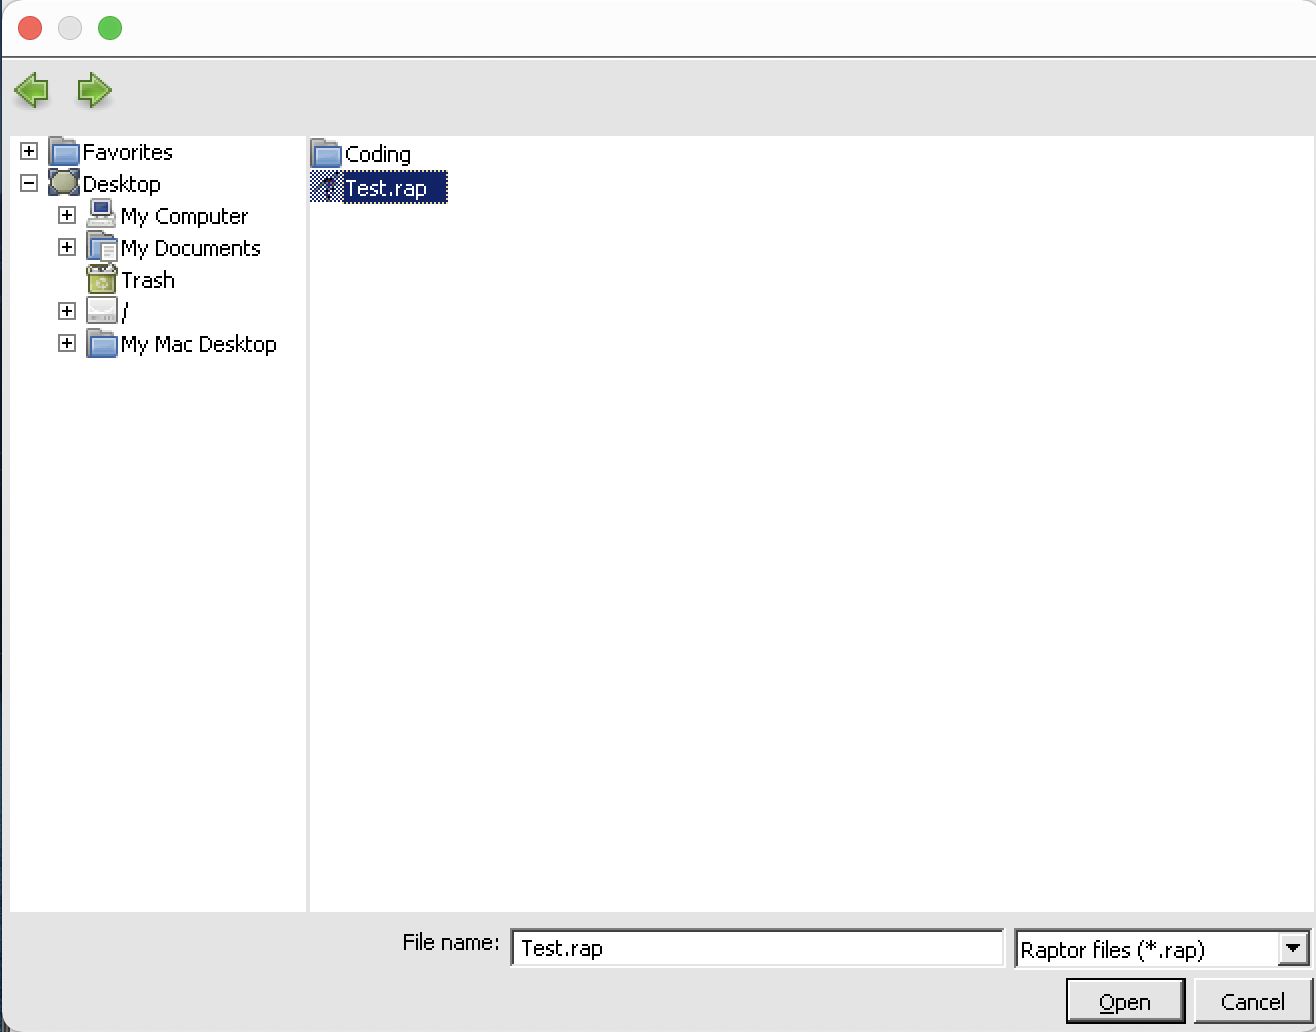 Favorites
Desktop
My Computer
My Documents
Trash
/
My Mac Desktop
Coding
Test.rap
File name:
Test.rap
Raptor files (*.rap)
Open
Cancel